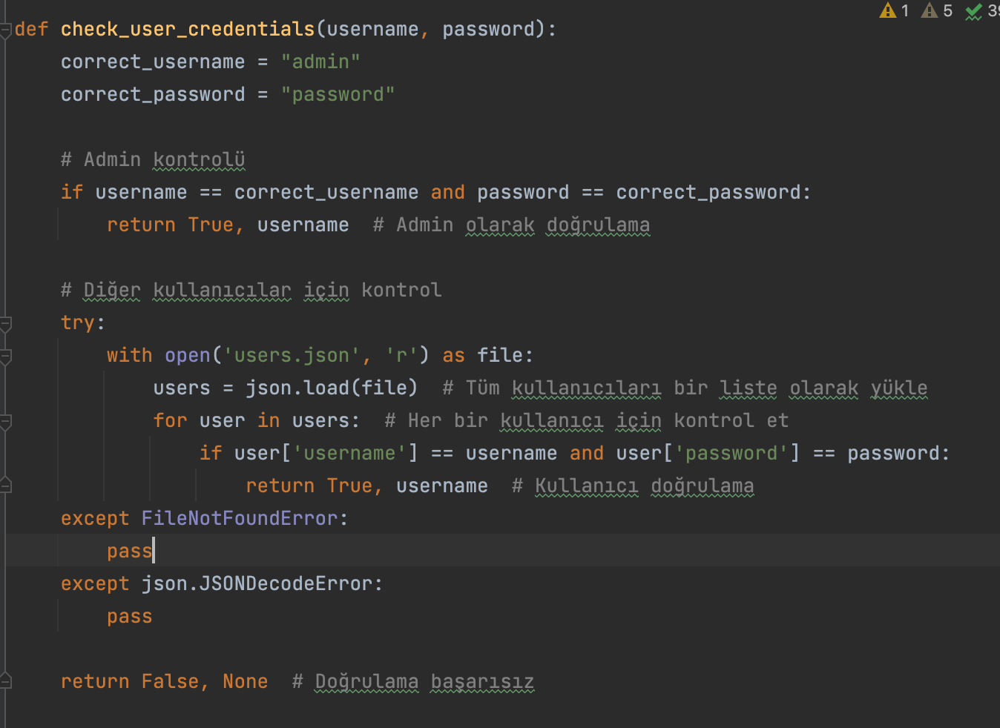 1 5
def check_user_credentials(username, password):
    correct_username = "admin"
    correct_password = "password"
    # Admin kontrolü
    if username == correct_username and password == correct_password:
        return True, username  # Admin olarak doğrulama
    # Diğer kullanıcılar için kontrol
    try:
        with open('users.json', 'r') as file:
            users = json.load(file)  # Tüm kullanıcıları bir liste olarak yükle
            for user in users:  # Her bir kullanıcı için kontrol et
                if user['username'] == username and user['password'] == password:
                    return True, username  # Kullanıcı doğrulama
    except FileNotFoundError:
        pass
    except json.JSONDecodeError:
        pass
    return False, None  # Doğrulama başarısız